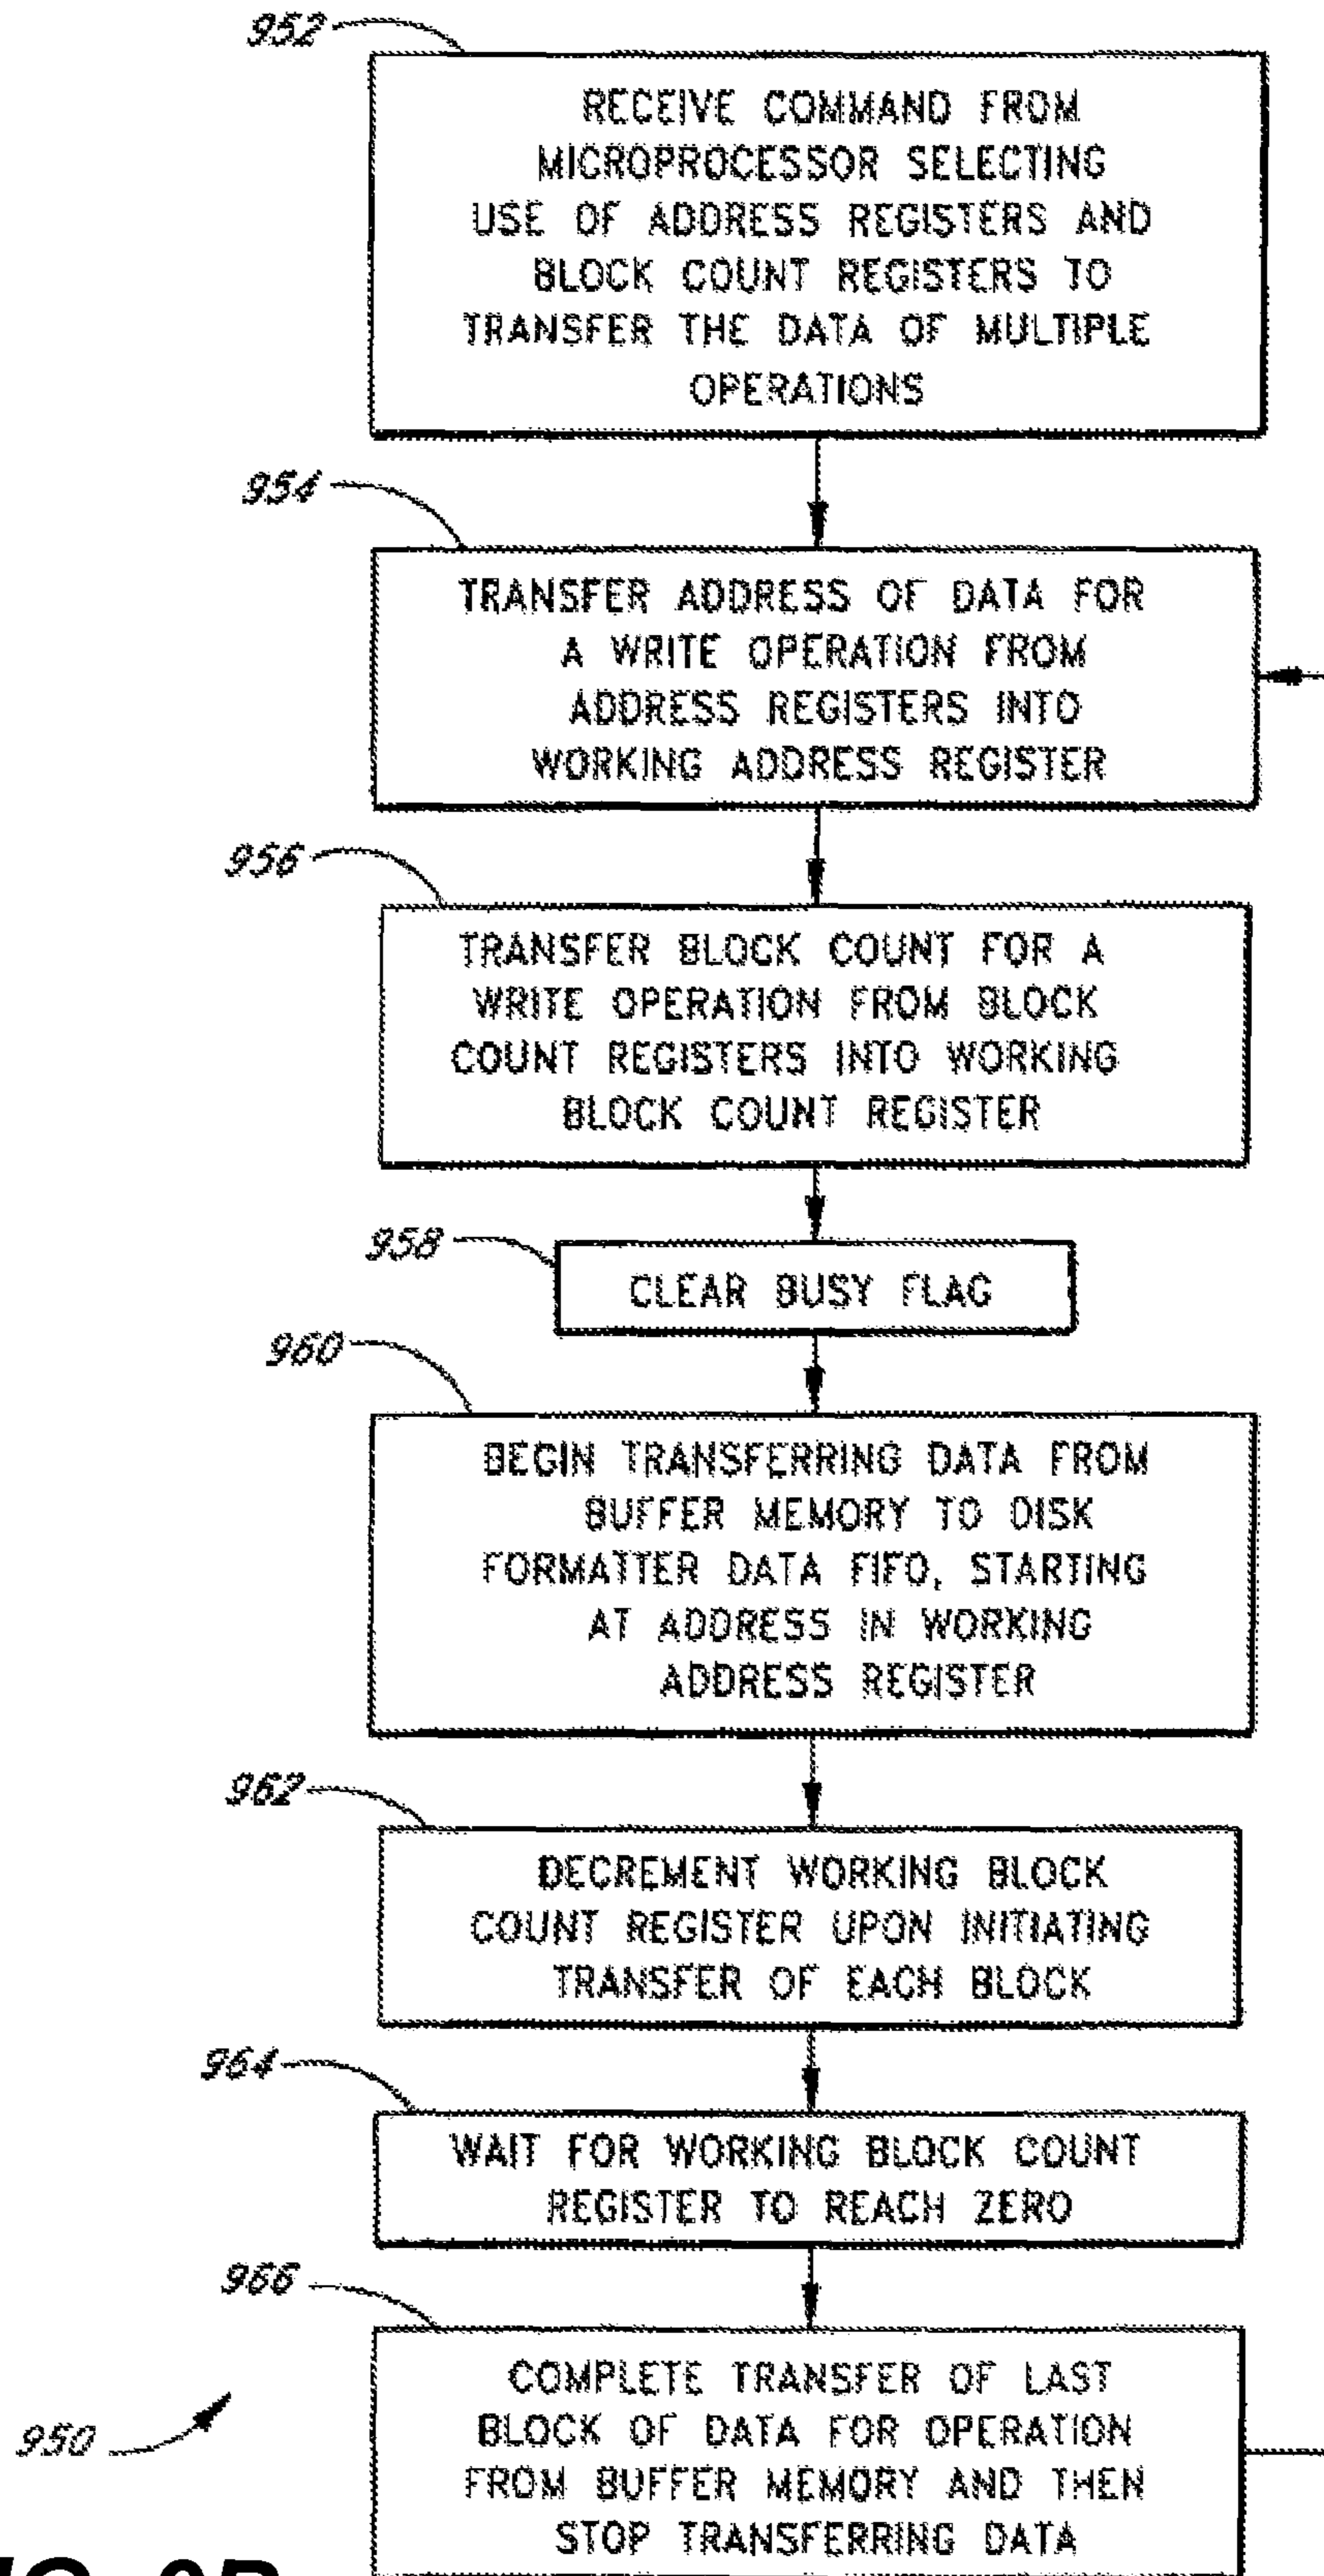 952
RECEIVE COMMAND FROM
MICROPROCESSOR SELECTING
USE OF ADDRESS REGISTERS AND
BLOCK COUNT REGISTERS TO
TRANSFER THE DATA OF MULTIPLE
OPERATIONS
954
TRANSFER ADDRESS OF DATA FOR
A WRITE OPERATION FROM
ADDRESS REGISTERS INTO
WORKING ADDRESS REGISTER
956
TRANSFER BLOCK COUNT FOR A
WRITE OPERATION FROM BLOCK
COUNT REGISTERS INTO WORKING
BLOCK COUNT REGISTER
958
CLEAR BUSY FLAG
960
BEGIN TRANSFERRING DATA FROM
BUFFER MEMORY TO DISK
FORMATTER DATA FIFO, STARTING
AT ADDRESS IN WORKING
ADDRESS REGISTER
962
DECREMENT WORKING BLOCK
COUNT REGISTER UPON INITIATING
TRANSFER OF EACH BLOCK
964
WAIT FOR WORKING BLOCK COUNT
REGISTER TO REACH ZERO
966
COMPLETE TRANSFER OF LAST
BLOCK OF DATA FOR OPERATION
FROM BUFFER MEMORY AND THEN
STOP TRANSFERRING DATA
950